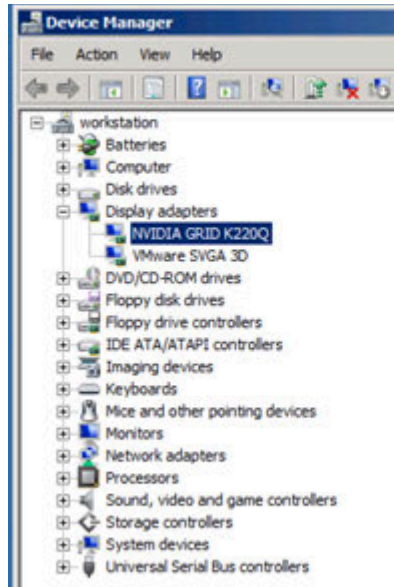 Device Manager
File Action View Help
workstation
Batteries
Computer
Disk drives
Display adapters
NVIDIA GRID K220Q
VMware SVGA 3D
DVD/CD-ROM drives
Floppy disk drives
Floppy drive controllers
IDE ATA/ATAPI controllers
Imaging devices
Keyboards
Mice and other pointing devices
Monitors
Network adapters
Processors
Sound, video and game controllers
Storage controllers
System devices
Universal Serial Bus controllers